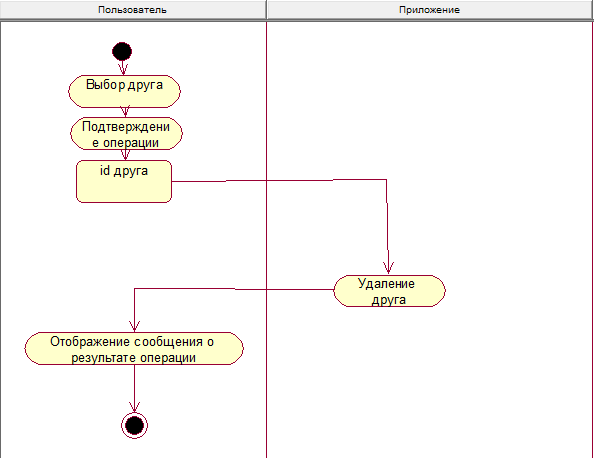 Пользователь
Приложение
Выбор друга
Подтверждени
е операции
id друга
Удаление
друга
Отображение сообщения о
результате операции